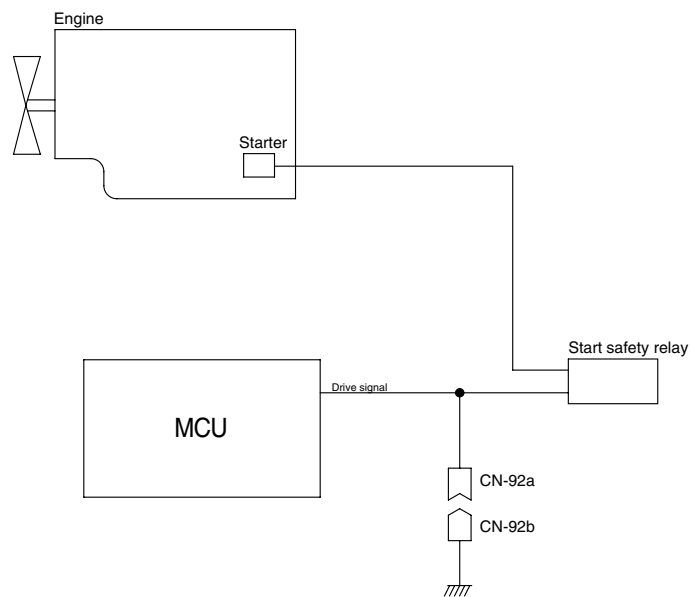 Engine
Starter
Start safety relay
Drive signal
MCU
CN-92a
CN-92b